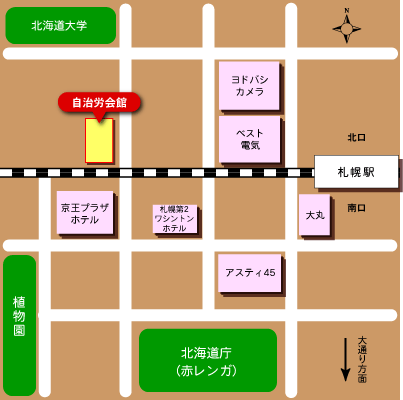 北海道大学
N
ヨドバシ
カメラ
自治労会館
ベスト
電気
北口
札幌駅
京王プラザ
ホテル
札幌第2
ワシントン
ホテル
大丸
南口
アスティ45
植物園
北海道庁
(赤レンガ)
大通り方面